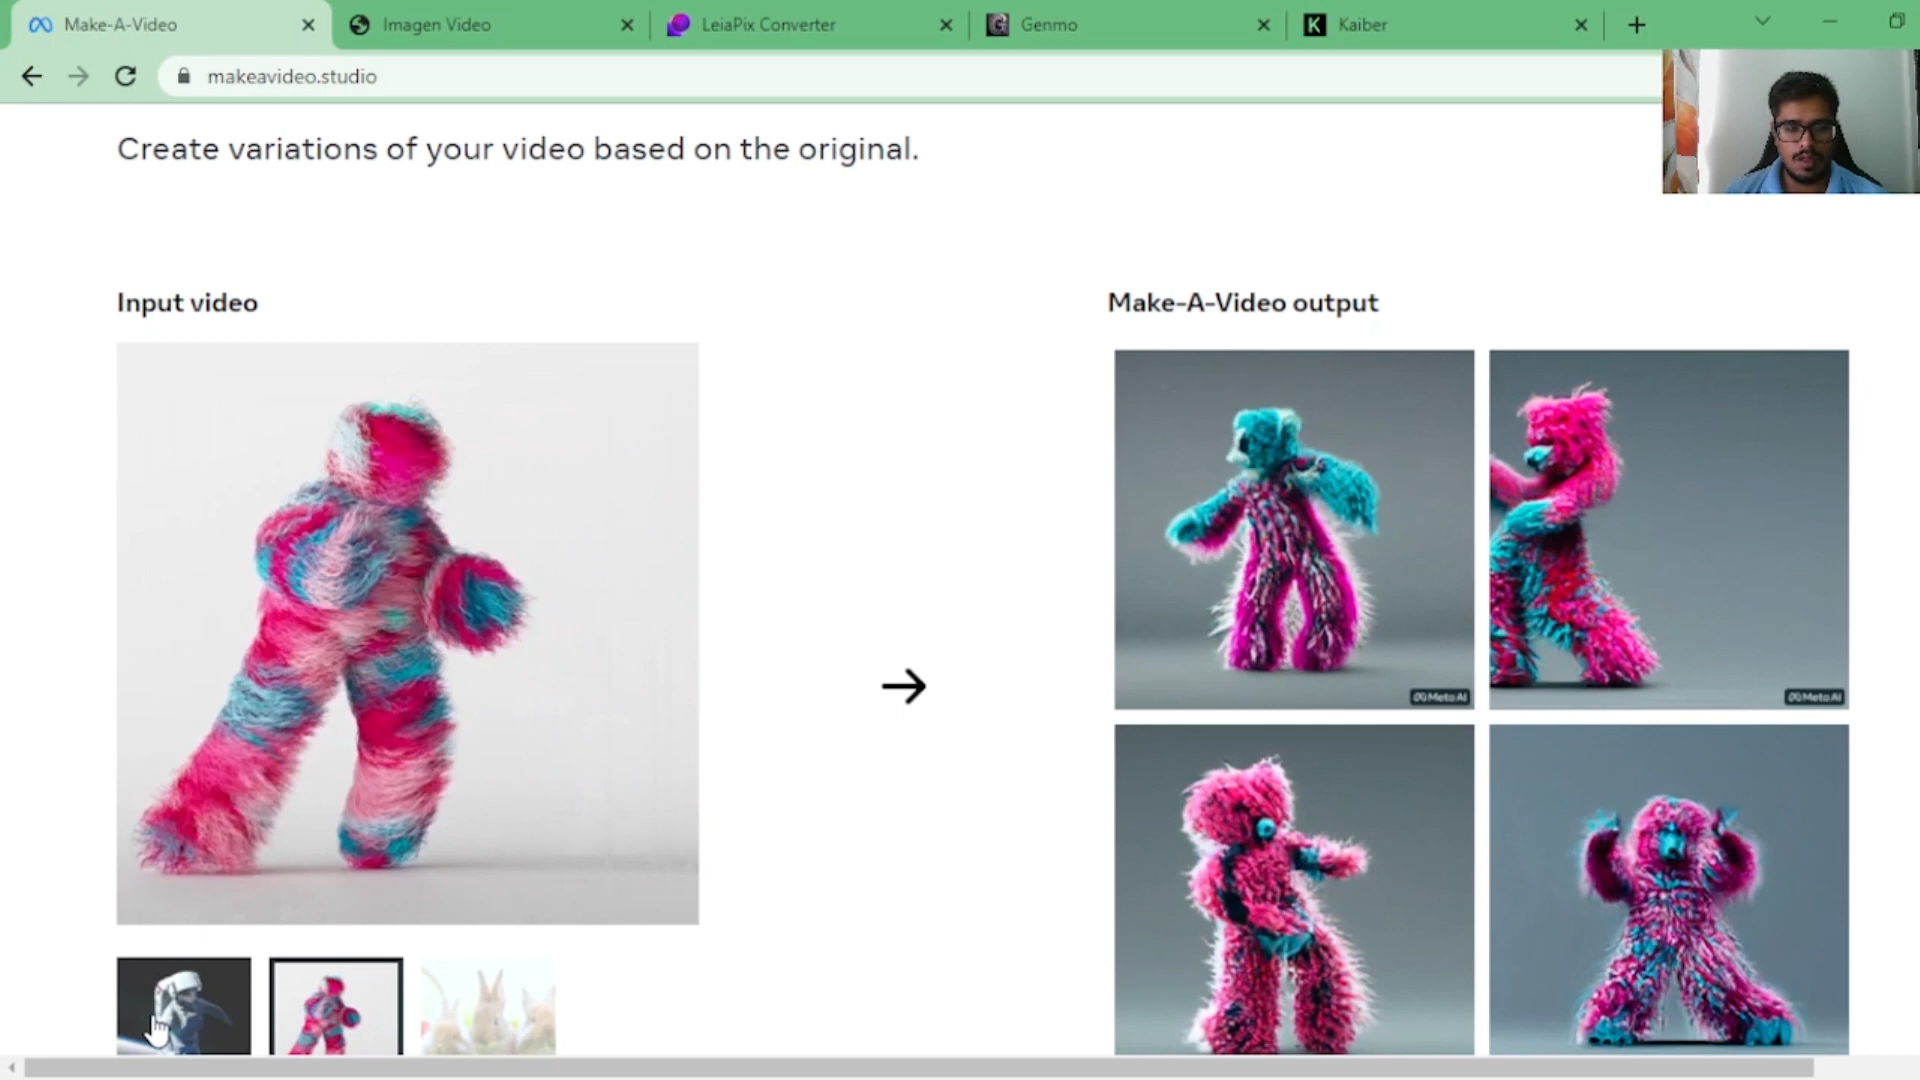 Make-A-Video
Imagen Video
LeiaPix Converter
Genmo
Kaiber
makeavideo.studio
Create variations of your video based on the original.
Input video
Make-A-Video output
Meta AI
Meta AI